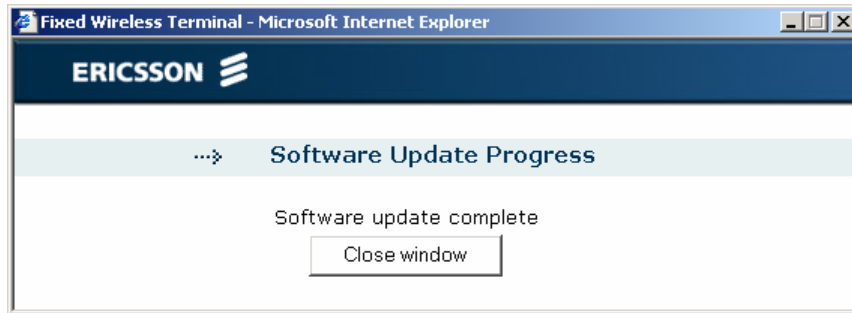 Fixed Wireless Terminal - Microsoft Internet Explorer
ERICSSON
Software Update Progress
Software update complete
Close window